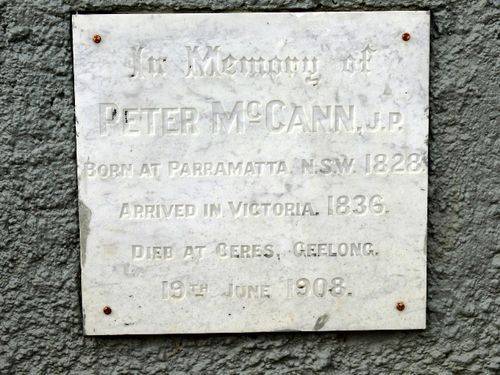 In Memory of
PETER McCANN, J.P.
BORN AT PARRAMATTA. N.S.W. 1828.
ARRIVED IN VICTORIA. 1836.
DIED AT CERES, GEELONG.
19TH JUNE 1908.